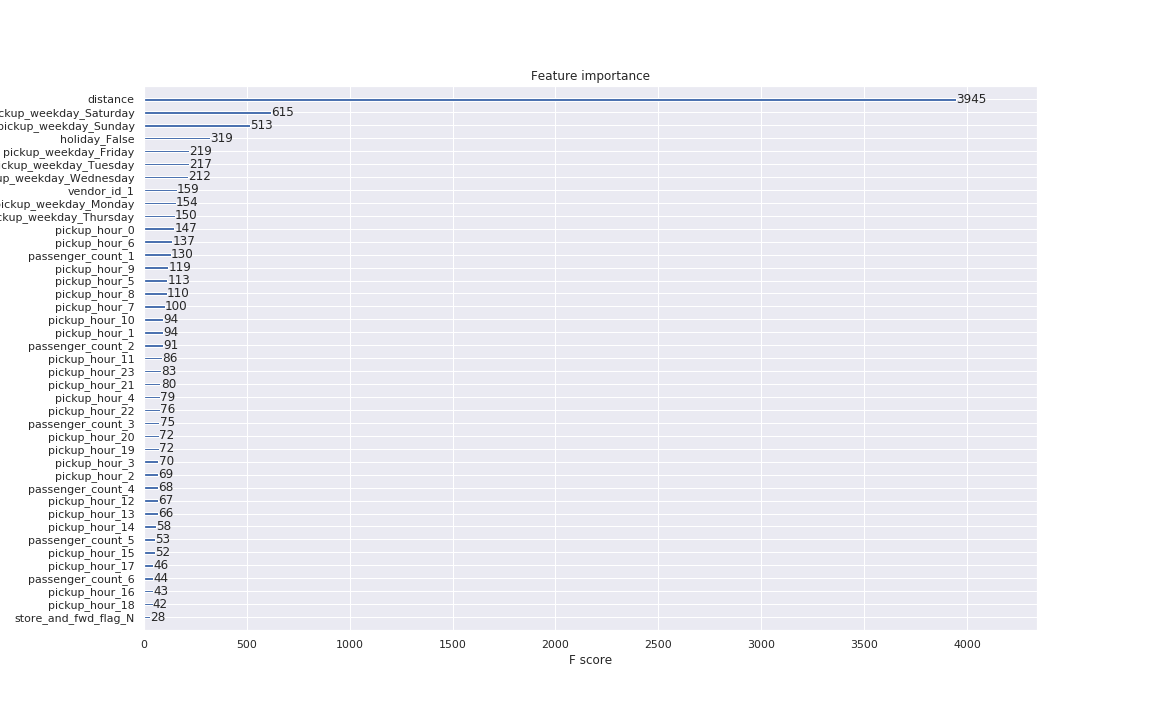 Feature importance
distance 3945
ckup_weekday_Saturday 615
pickup_weekday_Sunday 513
holiday_False 319
pickup_weekday_Friday 219
ckup_weekday_Tuesday 217
up_weekday_Wednesday 212
vendor_id_1 159
pickup_weekday_Monday 154
ckup_weekday_Thursday 150
pickup_hour_0 147
pickup_hour_6 137
passenger_count_1 130
pickup_hour_9 119
pickup_hour_5 113
pickup_hour_8 110
pickup_hour_7 100
pickup_hour_10 94
pickup_hour_1 94
passenger_count_2 91
pickup_hour_11 86
pickup_hour_23 83
pickup_hour_21 80
pickup_hour_4 79
pickup_hour_22 76
passenger_count_3 75
pickup_hour_20 72
pickup_hour_19 72
pickup_hour_3 70
pickup_hour_2 69
passenger_count_4 68
pickup_hour_12 67
pickup_hour_13 66
pickup_hour_14 58
passenger_count_5 53
pickup_hour_15 52
pickup_hour_17 46
passenger_count_6 44
pickup_hour_16 43
pickup_hour_18 42
store_and_fwd_flag_N 28
0 500 1000 1500 2000 2500 3000 3500 4000
F score